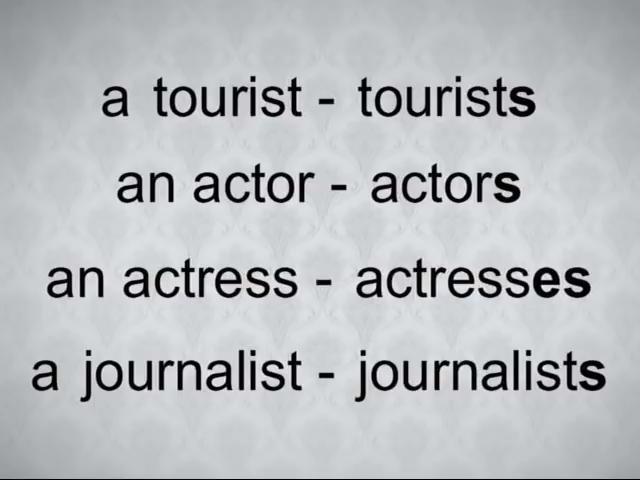 a tourist - tourists
an actor - actors
an actress - actresses
a journalist - journalists